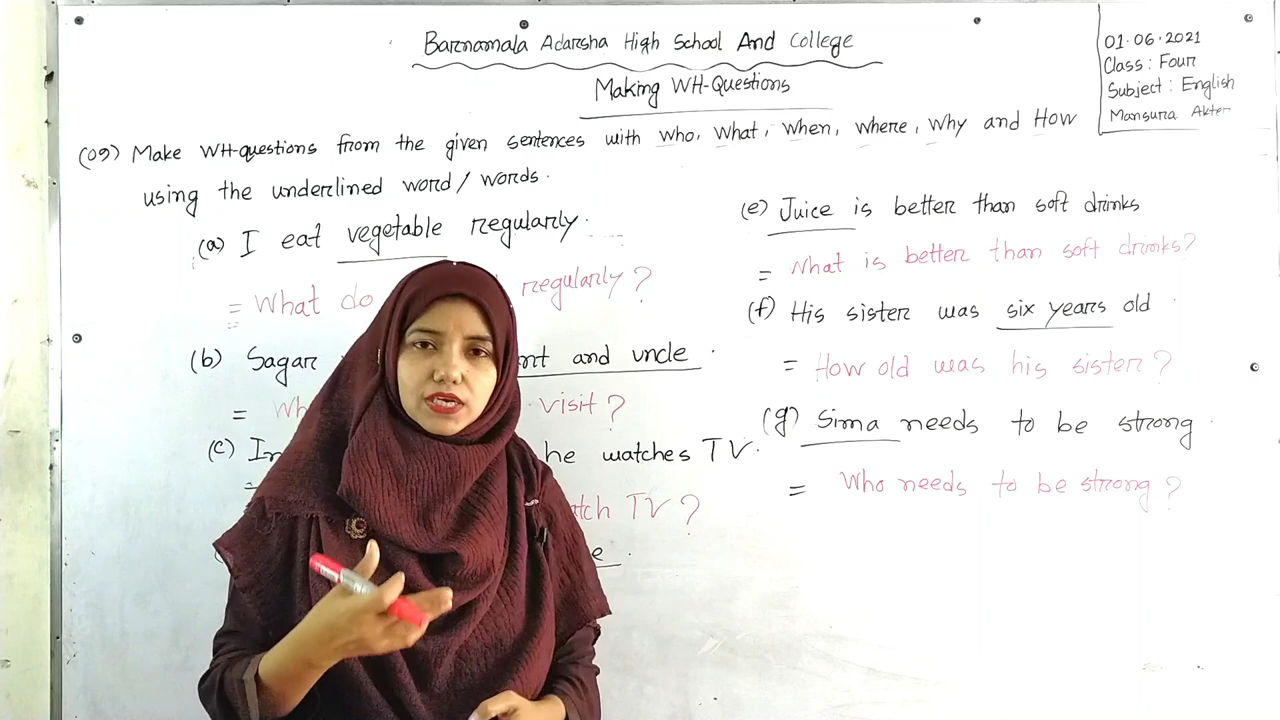 Barnamala Adarsha High School And College
Making WH-Questions
01.06.2021
Class : Four
Subject : English
Mansura Akter
(09) Make WH-questions from the given sentences with who, What, When, Where, Why and How
using the underlined word/words.
(a) I eat vegetable regularly.
= What do regularly?
(b) Sagar and uncle.
= visit?
(c) he watches TV.
TV?
(e) Juice is better than soft drinks
= What is better than soft drinks?
(f) His sister was six years old
= How old was his sister?
(g) Sima needs to be strong.
= Who needs to be strong?